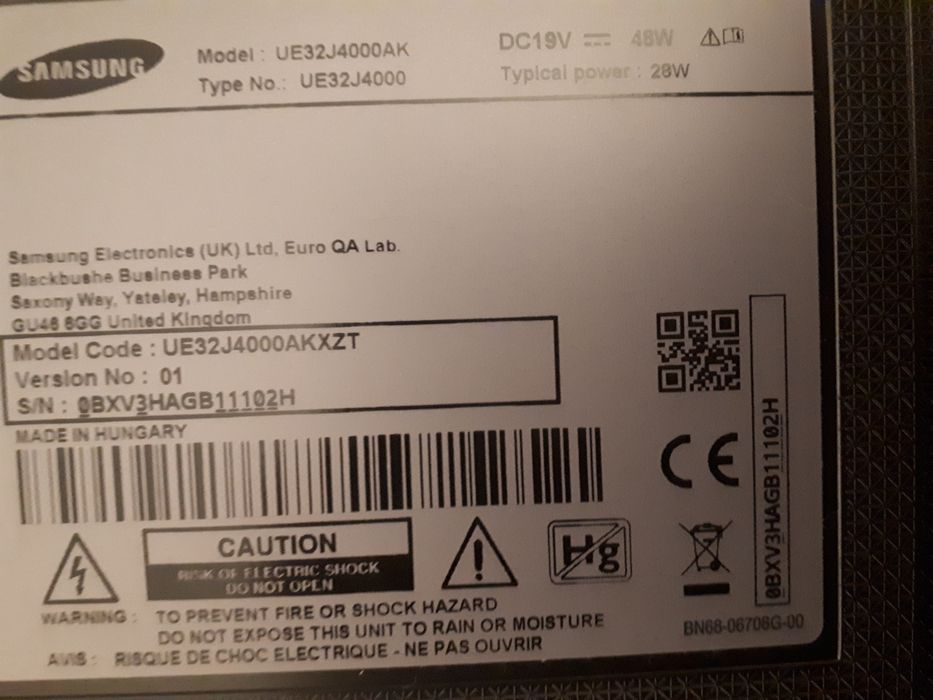 SAMSUNG
Model : UE32J4000AK
Type No.: UE32J4000
DC19V 48W
Typical power : 28W
Samsung Electronics (UK) Ltd, Euro QA Lab.
Blackbushe Business Park
Saxony Way, Yateley, Hampshire
GU46 6GG United Kingdom
Model Code : UE32J4000AKXZT
Version No : 01
S/N : 0BXV3HAGB11102H
MADE IN HUNGARY
CE
0BXV3HAGB11102H
CAUTION
RISK OF ELECTRIC SHOCK
DO NOT OPEN
Hg
WARNING : TO PREVENT FIRE OR SHOCK HAZARD
DO NOT EXPOSE THIS UNIT TO RAIN OR MOISTURE
AVIS : RISQUE DE CHOC ELECTRIQUE - NE PAS OUVRIR
BN68-06706G-00